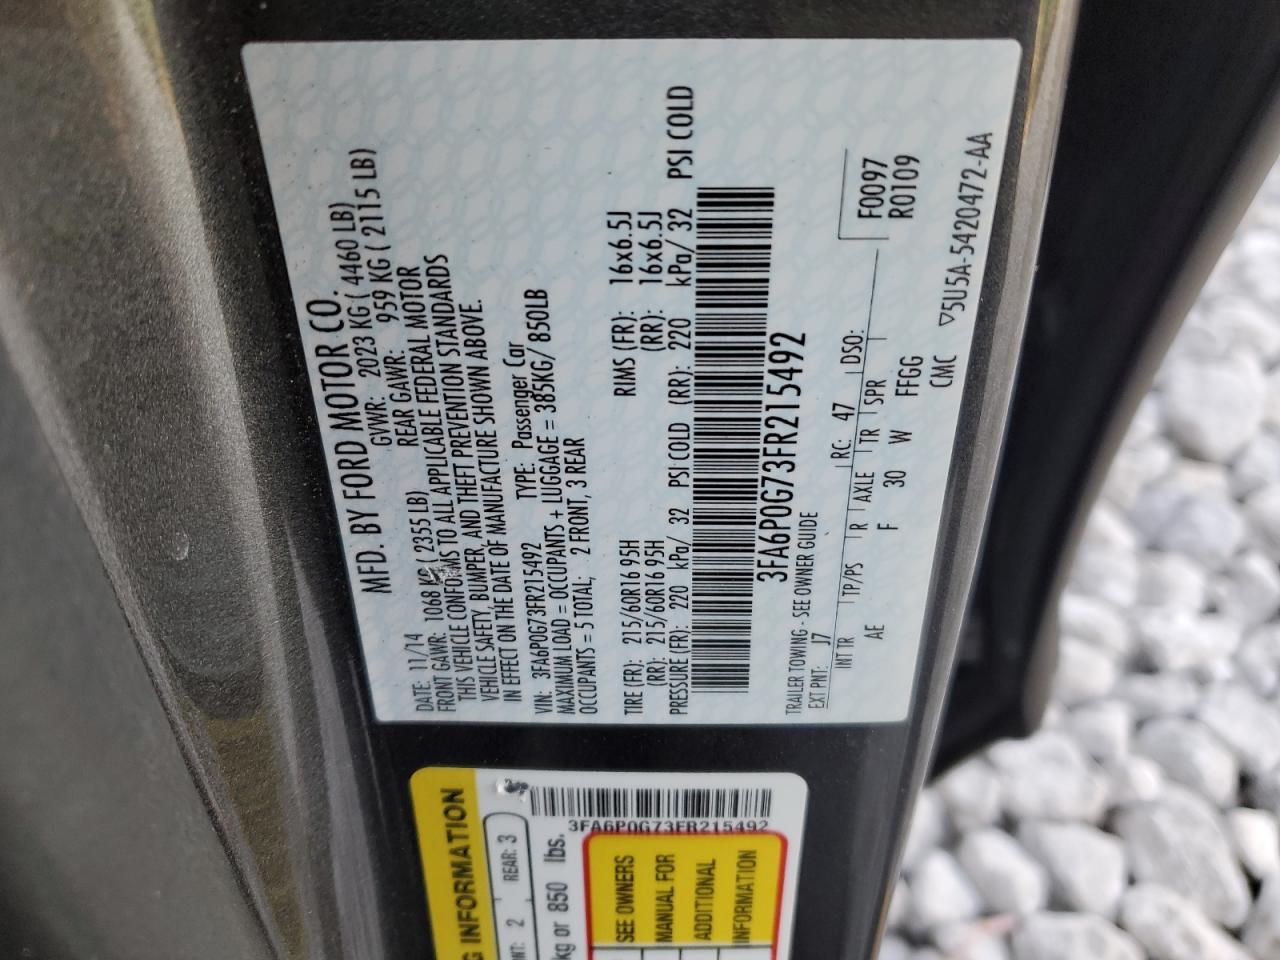 MFD. BY FORD MOTOR CO.
DATE: 11/14 GVWR: 2023 KG ( 4460 LB)
FRONT GAWR: 1068 ( 2355 LB) REAR GAWR: 959 KG ( 2115 LB)
THIS VEHICLE CONFORMS TO ALL APPLICABLE FEDERAL MOTOR
VEHICLE SAFETY, BUMPER, AND THEFT PREVENTION STANDARDS
IN EFFECT ON THE DATE OF MANUFACTURE SHOWN ABOVE.
VIN: 3FA6P0G73FR215492 TYPE: Passenger Car
MAXIMUM LOAD = OCCUPANTS + LUGGAGE = 385KG/ 850LB
OCCUPANTS = 5 TOTAL; 2 FRONT, 3 REAR
TIRE (FR): 215/60R16 95H RIMS (FR): 16x6.5J
(RR): 215/60R16 95H (RR): 16x6.5J
PRESSURE (FR): 220 kPa/ 32 PSI COLD (RR): 220 kPa/ 32 PSI COLD
3FA6P0G73FR215492
TRAILER TOWING - SEE OWNER GUIDE
EXT PNT: J7 RC: 47 DSO:
INT TR TP/PS R AXLE TR SPR
AE F 30 W FFGG
F0097
R0109
CMC ▽5U5A-5420472-AA
G INFORMATION
2 REAR: 3
kg or 850 lbs.
3FA6P0G73FR215492
SEE OWNERS
MANUAL FOR
ADDITIONAL
INFORMATION